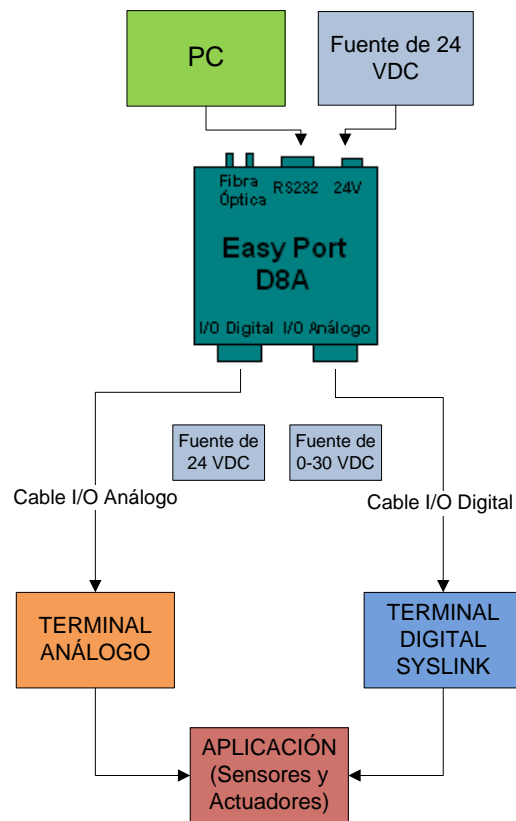 PC
Fuente de 24
VDC
Fibra
Óptica
RS232
24V
Easy Port
D8A
I/O Digital
I/O Análogo
Fuente de
24 VDC
Fuente de
0-30 VDC
Cable I/O Análogo
Cable I/O Digital
TERMINAL
ANÁLOGO
TERMINAL
DIGITAL
SYSLINK
APLICACIÓN
(Sensores y
Actuadores)